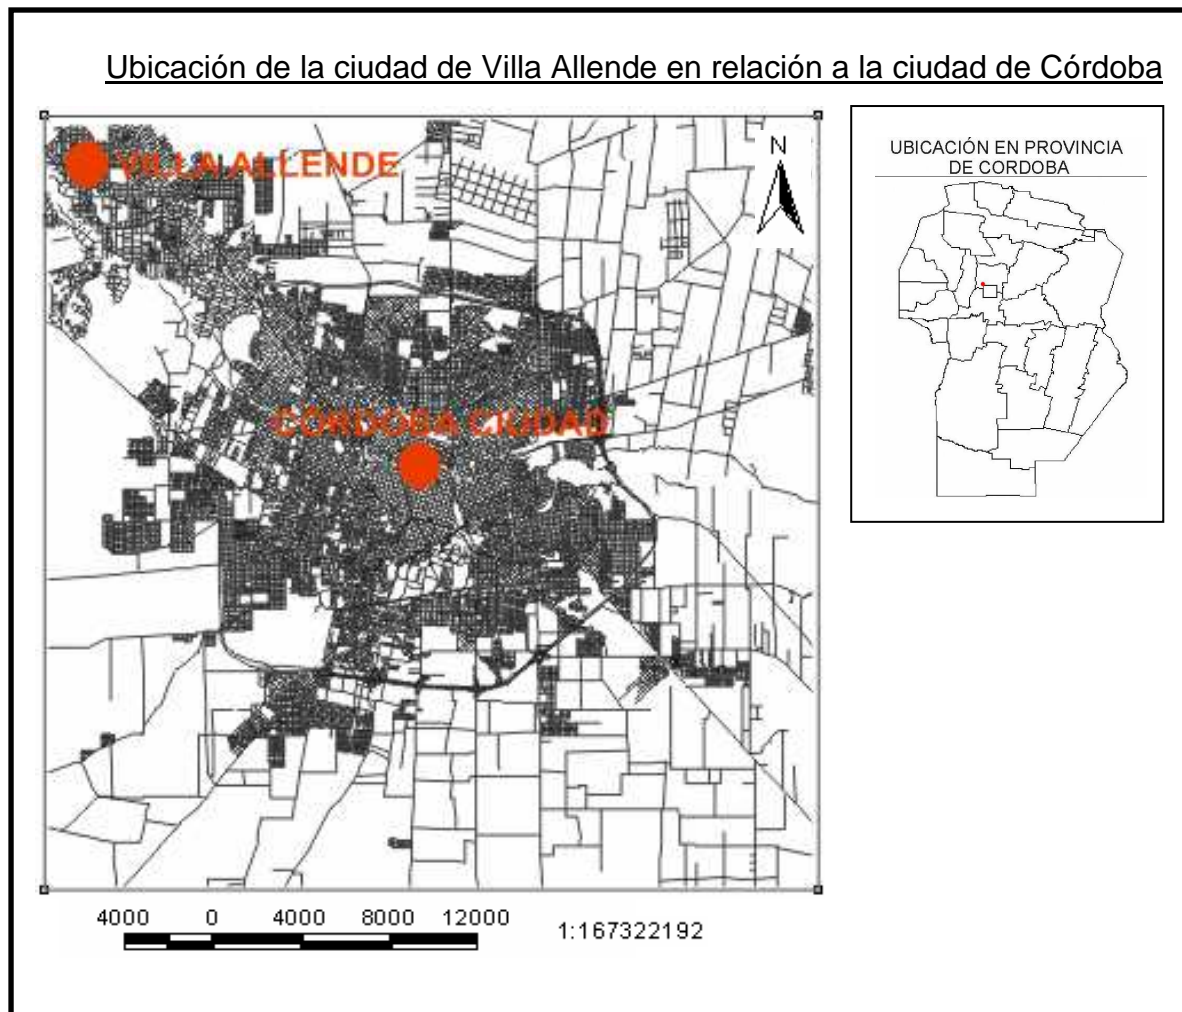 Ubicación de la ciudad de Villa Allende en relación a la ciudad de Córdoba
VILLA ALLENDE
CORDOBA CIUDAD
N
UBICACIÓN EN PROVINCIA
DE CORDOBA
4000 0 4000 8000 12000
1:167322192